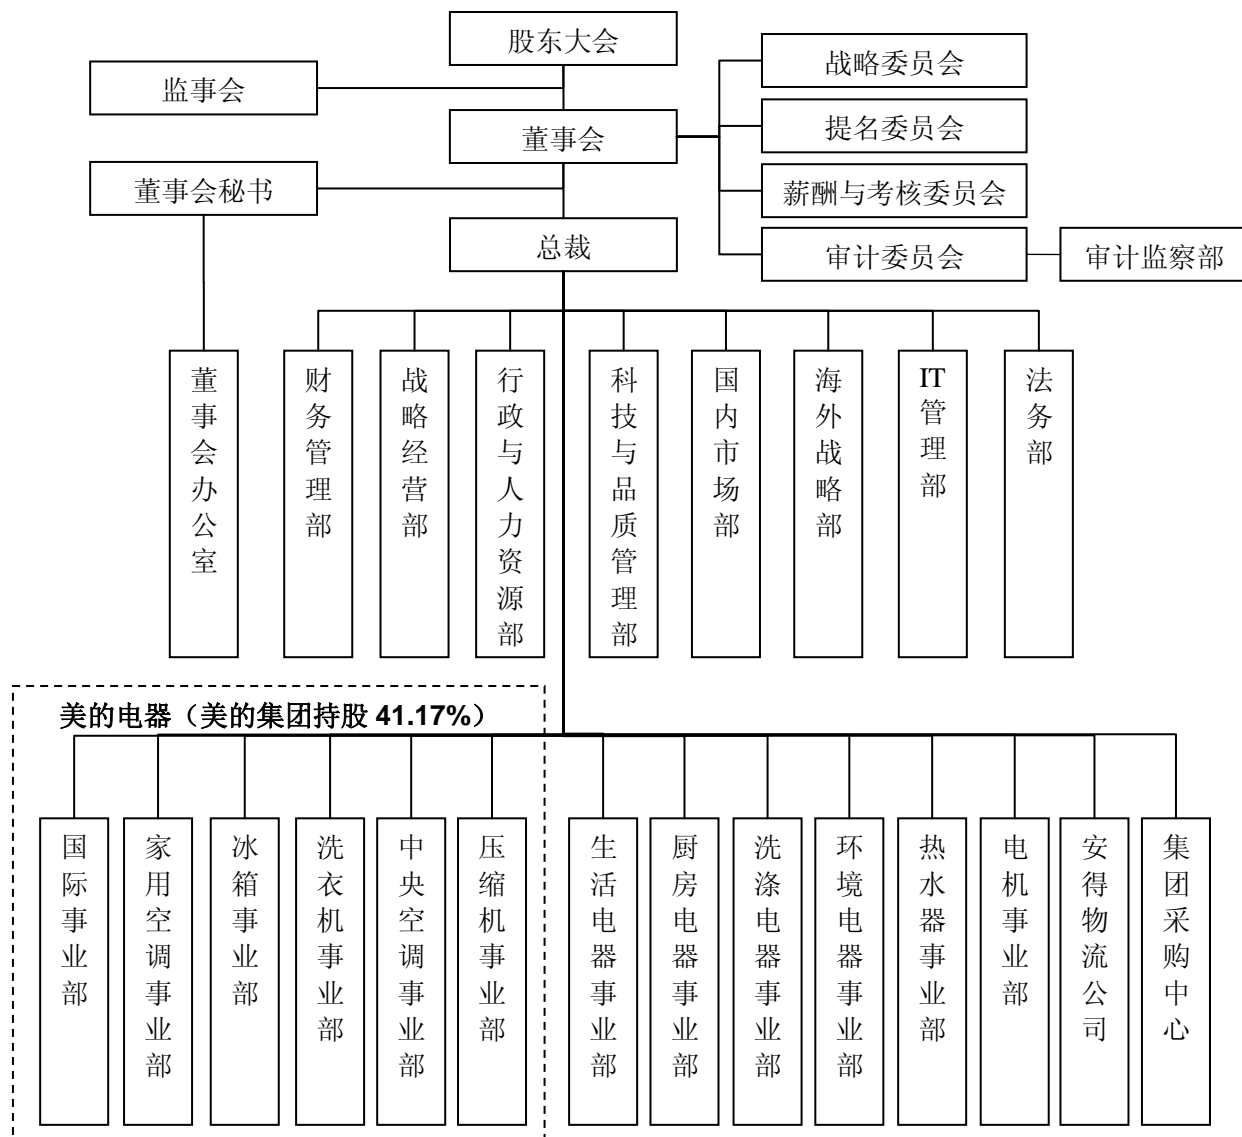 股东大会
战略委员会
监事会
提名委员会
董事会
董事会秘书
薪酬与考核委员会
总裁
审计委员会
审计监察部
董事会办公室
财务管理部
战略经营部
行政与人力资源部
科技与品质管理部
国内市场部
海外战略部
IT管理部
法务部
美的电器（美的集团持股 41.17%）
国际事业部
家用空调事业部
冰箱事业部
洗衣机事业部
中央空调事业部
压缩机事业部
生活电器事业部
厨房电器事业部
洗涤电器事业部
环境电器事业部
热水器事业部
电机事业部
安得物流公司
集团采购中心